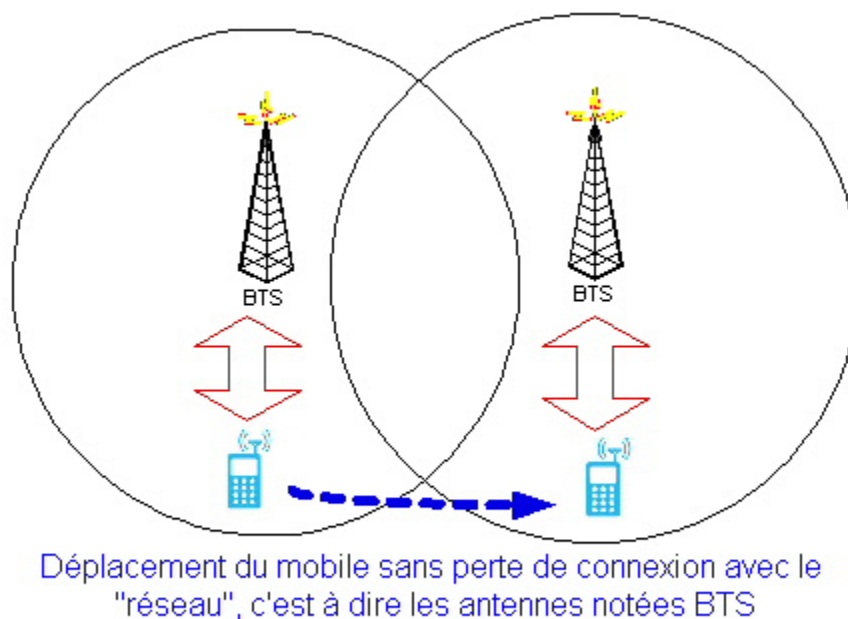 BTS
BTS
Déplacement du mobile sans perte de connexion avec le
"réseau", c'est à dire les antennes notées BTS